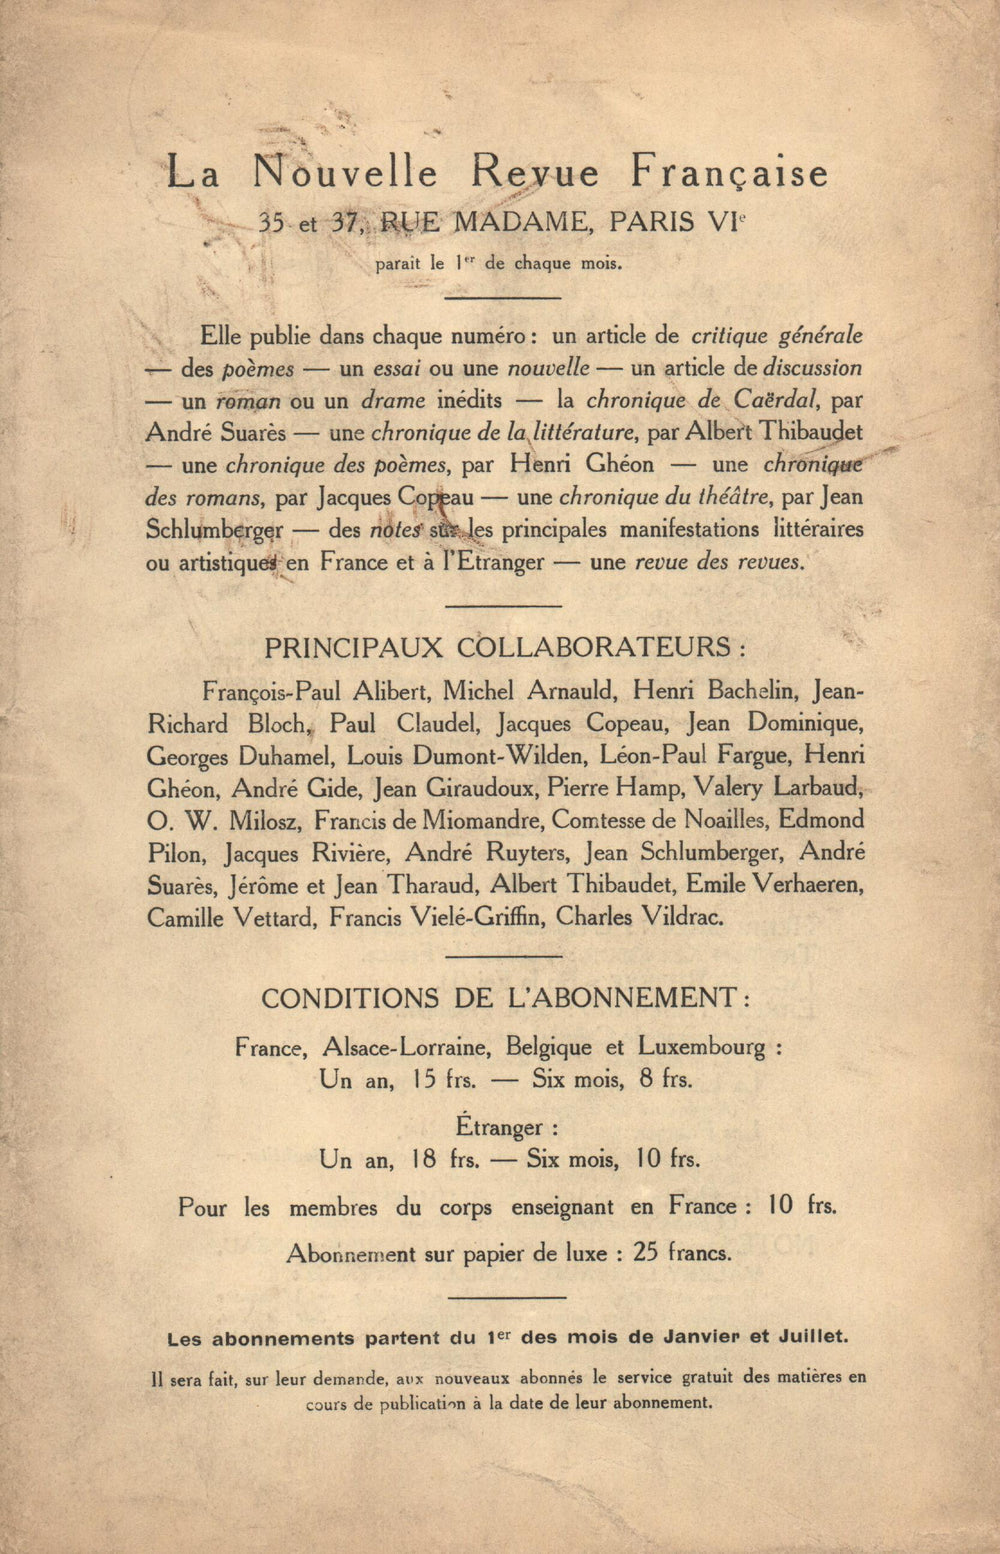 La Nouvelle Revue Française
35 et 37, RUE MADAME, PARIS VIe
parait le 1er de chaque mois.
Elle publie dans chaque numéro : un article de critique générale
— des poèmes — un essai ou une nouvelle — un article de discussion
— un roman ou un drame inédits — la chronique de Caërdal, par
André Suarès — une chronique de la littérature, par Albert Thibaudet
— une chronique des poèmes, par Henri Ghéon — une chronique
des romans, par Jacques Copeau — une chronique du théâtre, par Jean
Schlumberger — des notes sur les principales manifestations littéraires
ou artistiques en France et à l'Etranger — une revue des revues.
PRINCIPAUX COLLABORATEURS :
François-Paul Alibert, Michel Arnauld, Henri Bachelin, Jean-
Richard Bloch, Paul Claudel, Jacques Copeau, Jean Dominique,
Georges Duhamel, Louis Dumont-Wilden, Léon-Paul Fargue, Henri
Ghéon, André Gide, Jean Giraudoux, Pierre Hamp, Valery Larbaud,
O. W. Milosz, Francis de Miomandre, Comtesse de Noailles, Edmond
Pilon, Jacques Rivière, André Ruyters, Jean Schlumberger, André
Suarès, Jérôme et Jean Tharaud, Albert Thibaudet, Emile Verhaeren,
Camille Vettard, Francis Vielé-Griffin, Charles Vildrac.
CONDITIONS DE L'ABONNEMENT :
France, Alsace-Lorraine, Belgique et Luxembourg :
Un an, 15 frs. — Six mois, 8 frs.
Étranger :
Un an, 18 frs. — Six mois, 10 frs.
Pour les membres du corps enseignant en France : 10 frs.
Abonnement sur papier de luxe : 25 francs.
Les abonnements partent du 1er des mois de Janvier et Juillet.
Il sera fait, sur leur demande, aux nouveaux abonnés le service gratuit des matières en
cours de publication à la date de leur abonnement.